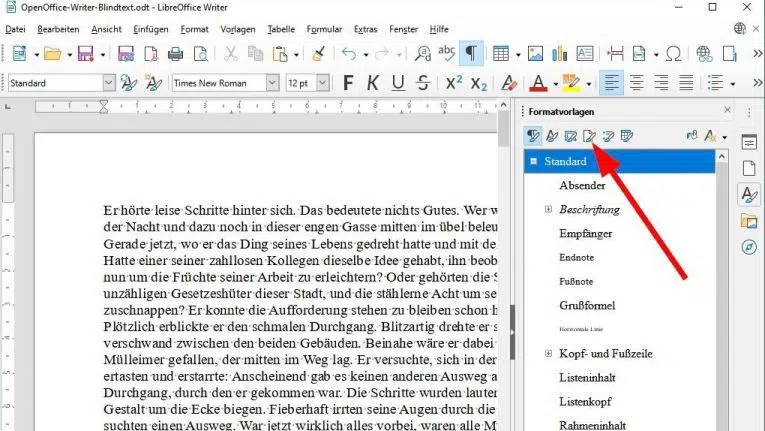 OpenOffice-Writer-Blindtext.odt - LibreOffice Writer
Datei Bearbeiten Ansicht Einfügen Format Vorlagen Tabelle Formular Extras Fenster Hilfe
Standard Times New Roman 12 pt F K U S X² X₂ A
Formatvorlagen
Standard
Absender
Beschriftung
Empfänger
Endnote
Fußnote
Grußformel
Horizontale Linie
Kopf- und Fußzeile
Listeninhalt
Listenkopf
Rahmeninhalt
Er hörte leise Schritte hinter sich. Das bedeutete nichts Gutes. Wer w
der Nacht und dazu noch in dieser engen Gasse mitten im übel beleu
Gerade jetzt, wo er das Ding seines Lebens gedreht hatte und mit de
Hatte einer seiner zahllosen Kollegen dieselbe Idee gehabt, ihn beob
nun um die Früchte seiner Arbeit zu erleichtern? Oder gehörten die S
unzähligen Gesetzeshüter dieser Stadt, und die stählerne Acht um se
zuschnappen? Er konnte die Aufforderung stehen zu bleiben schon h
Plötzlich erblickte er den schmalen Durchgang. Blitzartig drehte er s
verschwand zwischen den beiden Gebäuden. Beinahe wäre er dabei
Mülleimer gefallen, der mitten im Weg lag. Er versuchte, sich in der
ertasten und erstarrte: Anscheinend gab es keinen anderen Ausweg a
Durchgang, durch den er gekommen war. Die Schritte wurden lauter
Gestalt um die Ecke biegen. Fieberhaft irrten seine Augen durch die
suchten einen Ausweg. War jetzt wirklich alles vorbei, waren alle M